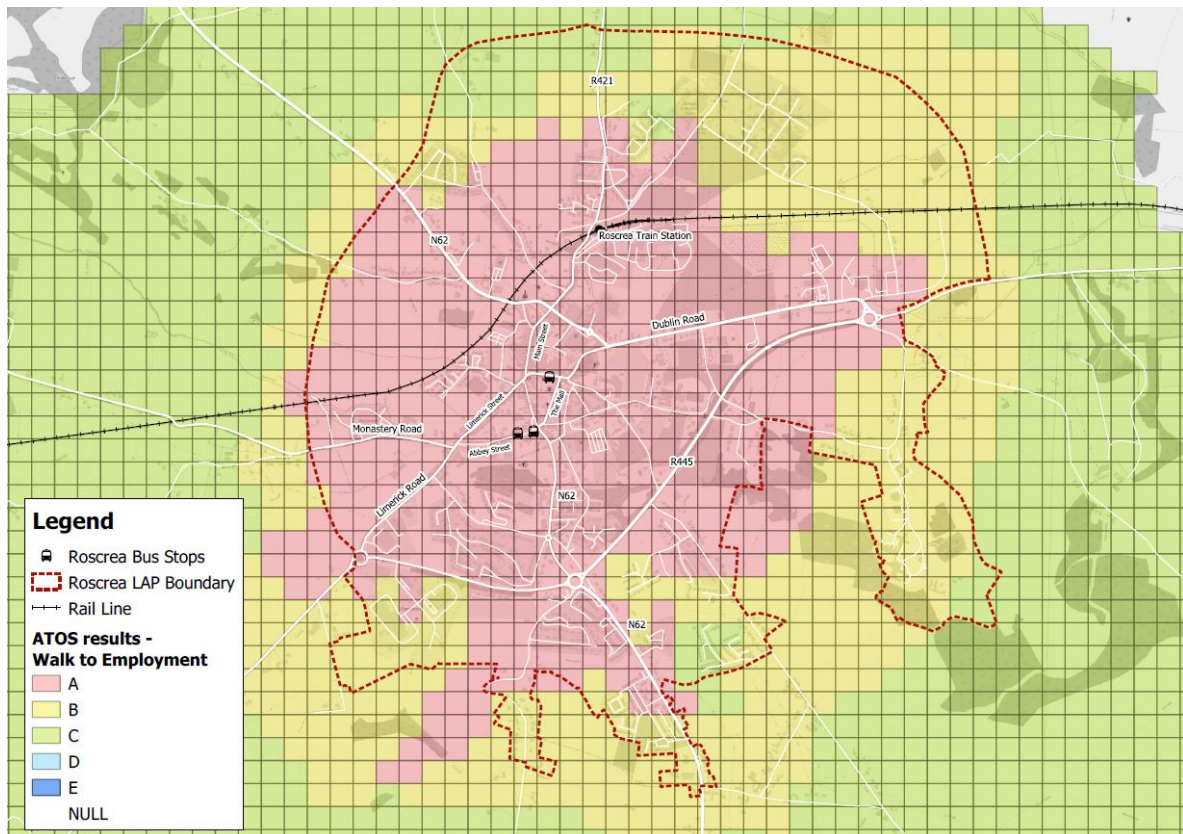 R421
N62
Roscrea Train Station
Dublin Road
Main Street
The Mall
Limerick Street
Monastery Road
Abbey Street
R445
Limerick Road
N62
N62
Legend
Roscrea Bus Stops
Roscrea LAP Boundary
Rail Line
ATOS results -
Walk to Employment
A
B
C
D
E
NULL